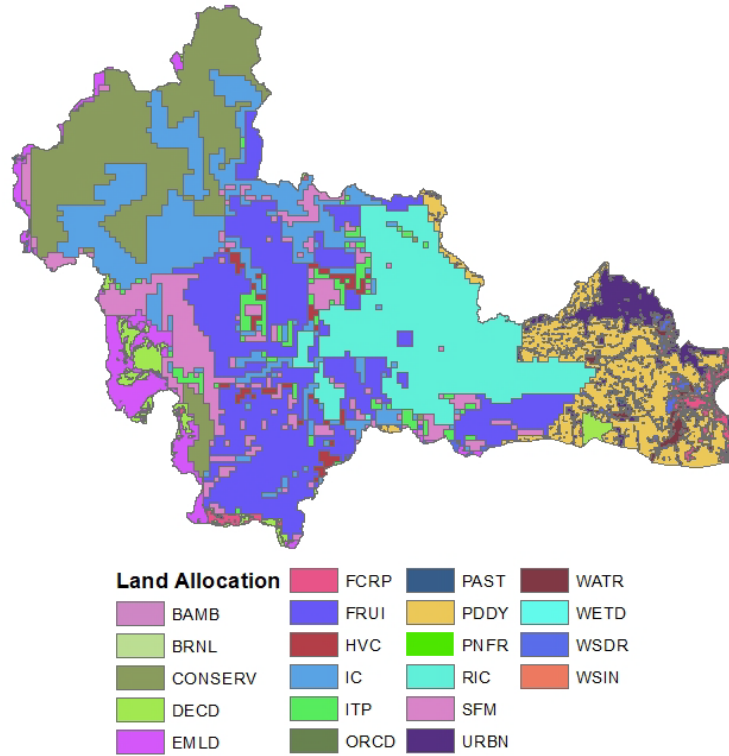 Land Allocation
BAMB
BRNL
CONSERV
DECD
EMLD
FCRP
FRUI
HVC
IC
ITP
ORCD
PAST
PDDY
PNFR
RIC
SFM
URBN
WATR
WETD
WSDR
WSIN